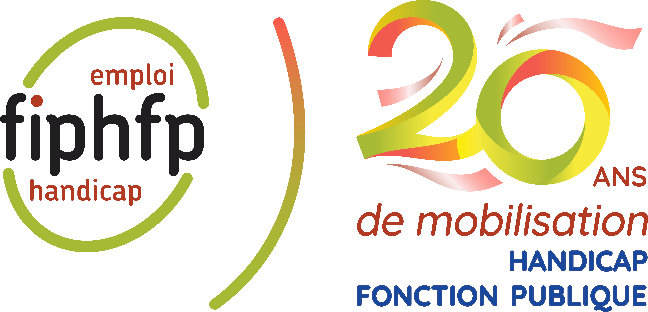 emploi
fiphfp
handicap
20
ANS
de mobilisation
HANDICAP
FONCTION PUBLIQUE